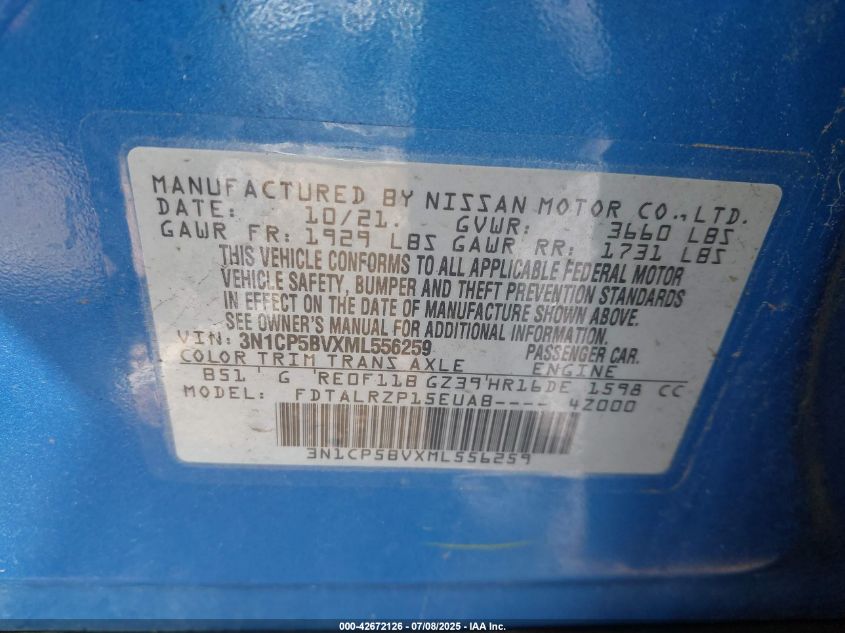 MANUFACTURED BY NISSAN MOTOR CO., LTD.
DATE: 10/21. GVWR: 3660 LBS
GAWR FR: 1929 LBS GAWR RR: 1731 LBS
THIS VEHICLE CONFORMS TO ALL APPLICABLE FEDERAL MOTOR
VEHICLE SAFETY, BUMPER AND THEFT PREVENTION STANDARDS
IN EFFECT ON THE DATE OF MANUFACTURE SHOWN ABOVE.
SEE OWNER'S MANUAL FOR ADDITIONAL INFORMATION.
VIN: 3N1CP5BVXML556259 PASSENGER CAR.
COLOR TRIM TRANS AXLE ENGINE
B51 ' G 'RE0F11B GZ39'HR16DE 1598 CC
MODEL: FDTALRZP15EUAB---- 42000
3N1CP5BVXML556259
000-42672126 - 07/08/2025 - IAA Inc.